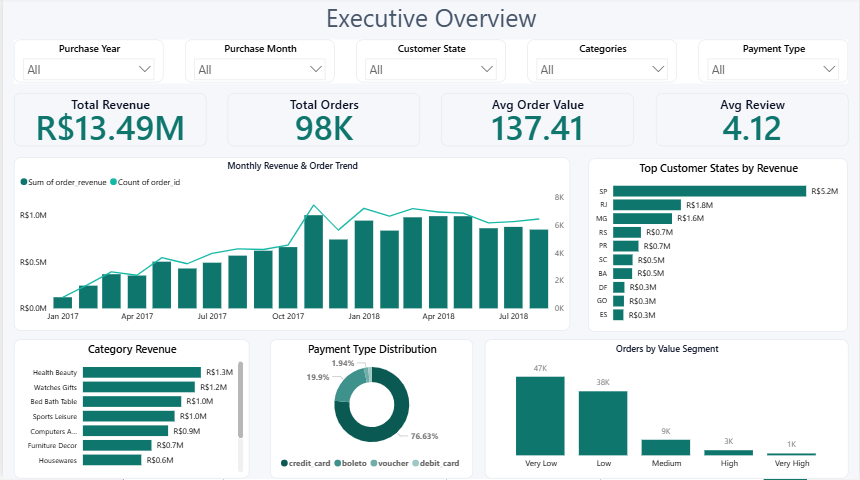 Executive Overview
Purchase Year
All
Purchase Month
All
Customer State
All
Categories
All
Payment Type
All
Total Revenue
R$13.49M
Total Orders
98K
Avg Order Value
137.41
Avg Review
4.12
Monthly Revenue & Order Trend
Sum of order_revenue
Count of order_id
R$1.0M
R$0.5M
R$0.0M
8K
6K
4K
2K
0K
Jan 2017
Apr 2017
Jul 2017
Oct 2017
Jan 2018
Apr 2018
Jul 2018
Top Customer States by Revenue
SP R$5.2M
RJ R$1.8M
MG R$1.6M
RS R$0.7M
PR R$0.7M
SC R$0.5M
BA R$0.5M
DF R$0.3M
GO R$0.3M
ES R$0.3M
Category Revenue
Health Beauty R$1.3M
Watches Gifts R$1.2M
Bed Bath Table R$1.0M
Sports Leisure R$1.0M
Computers A... R$0.9M
Furniture Decor R$0.7M
Housewares R$0.6M
Payment Type Distribution
1.94%
19.9%
76.63%
credit_card
boleto
voucher
debit_card
Orders by Value Segment
47K
38K
9K
3K
1K
Very Low
Low
Medium
High
Very High